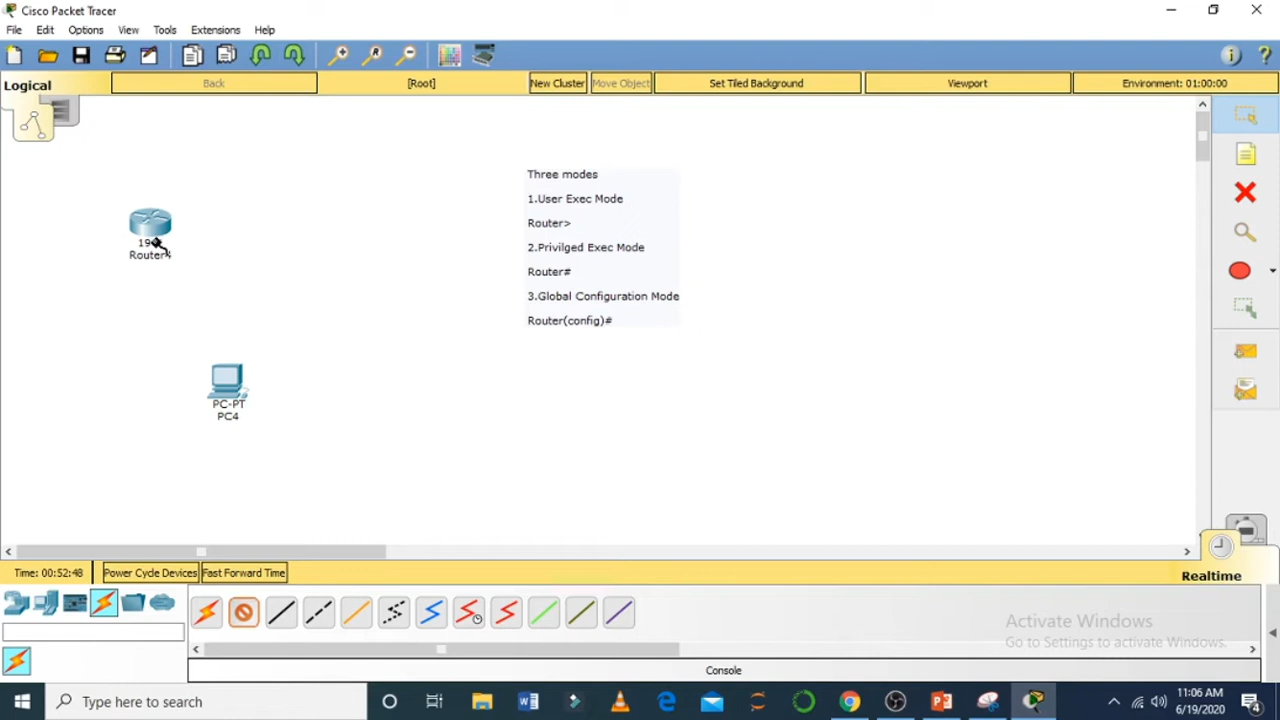 Cisco Packet Tracer
File Edit Options View Tools Extensions Help
Logical Back [Root] New Cluster Move Object Set Tiled Background Viewport Environment: 01:00:00
Three modes
1.User Exec Mode
Router>
2.Privilged Exec Mode
Router#
3.Global Configuration Mode
Router(config)#
Router4
PC-PT
PC4
Time: 00:52:48 Power Cycle Devices Fast Forward Time
Realtime
Activate Windows
Go to Settings to activate Windows.
Console
Type here to search
11:06 AM
6/19/2020
4